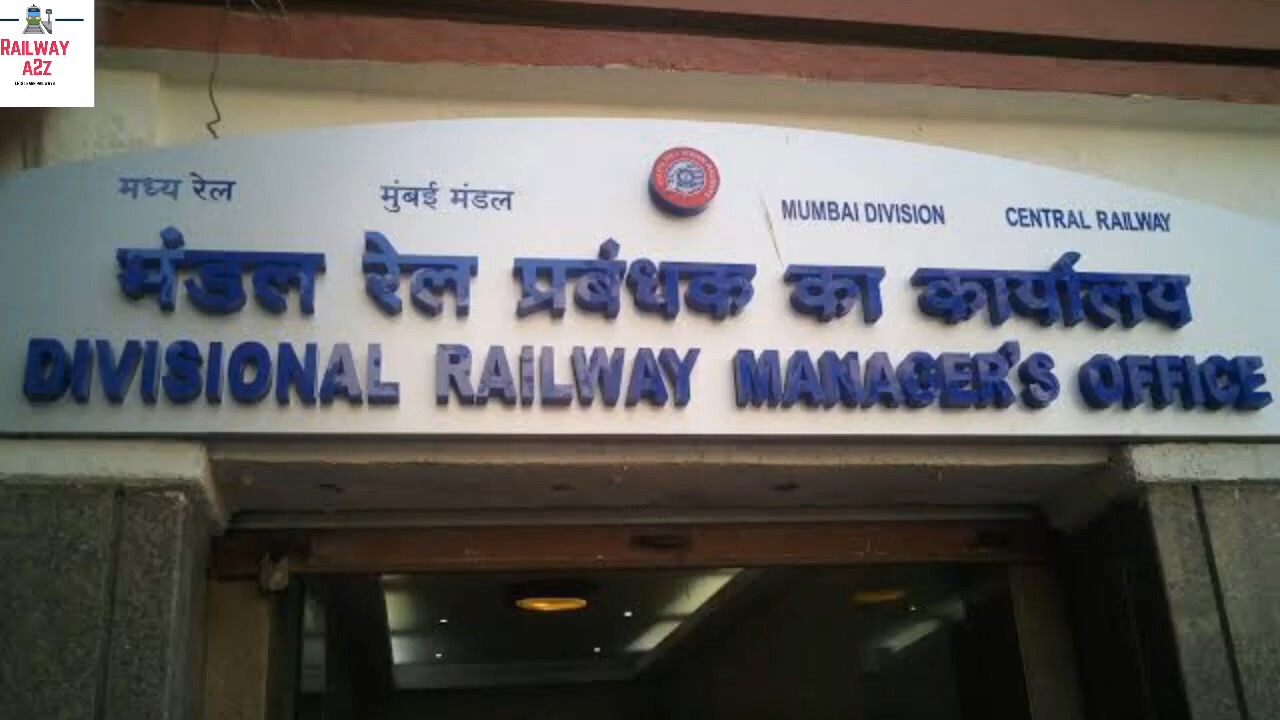 RAILWAY
A2Z
मध्य रेल मुंबई मंडल MUMBAI DIVISION CENTRAL RAILWAY
मंडल रेल प्रबंधक का कार्यालय
DIVISIONAL RAILWAY MANAGER'S OFFICE